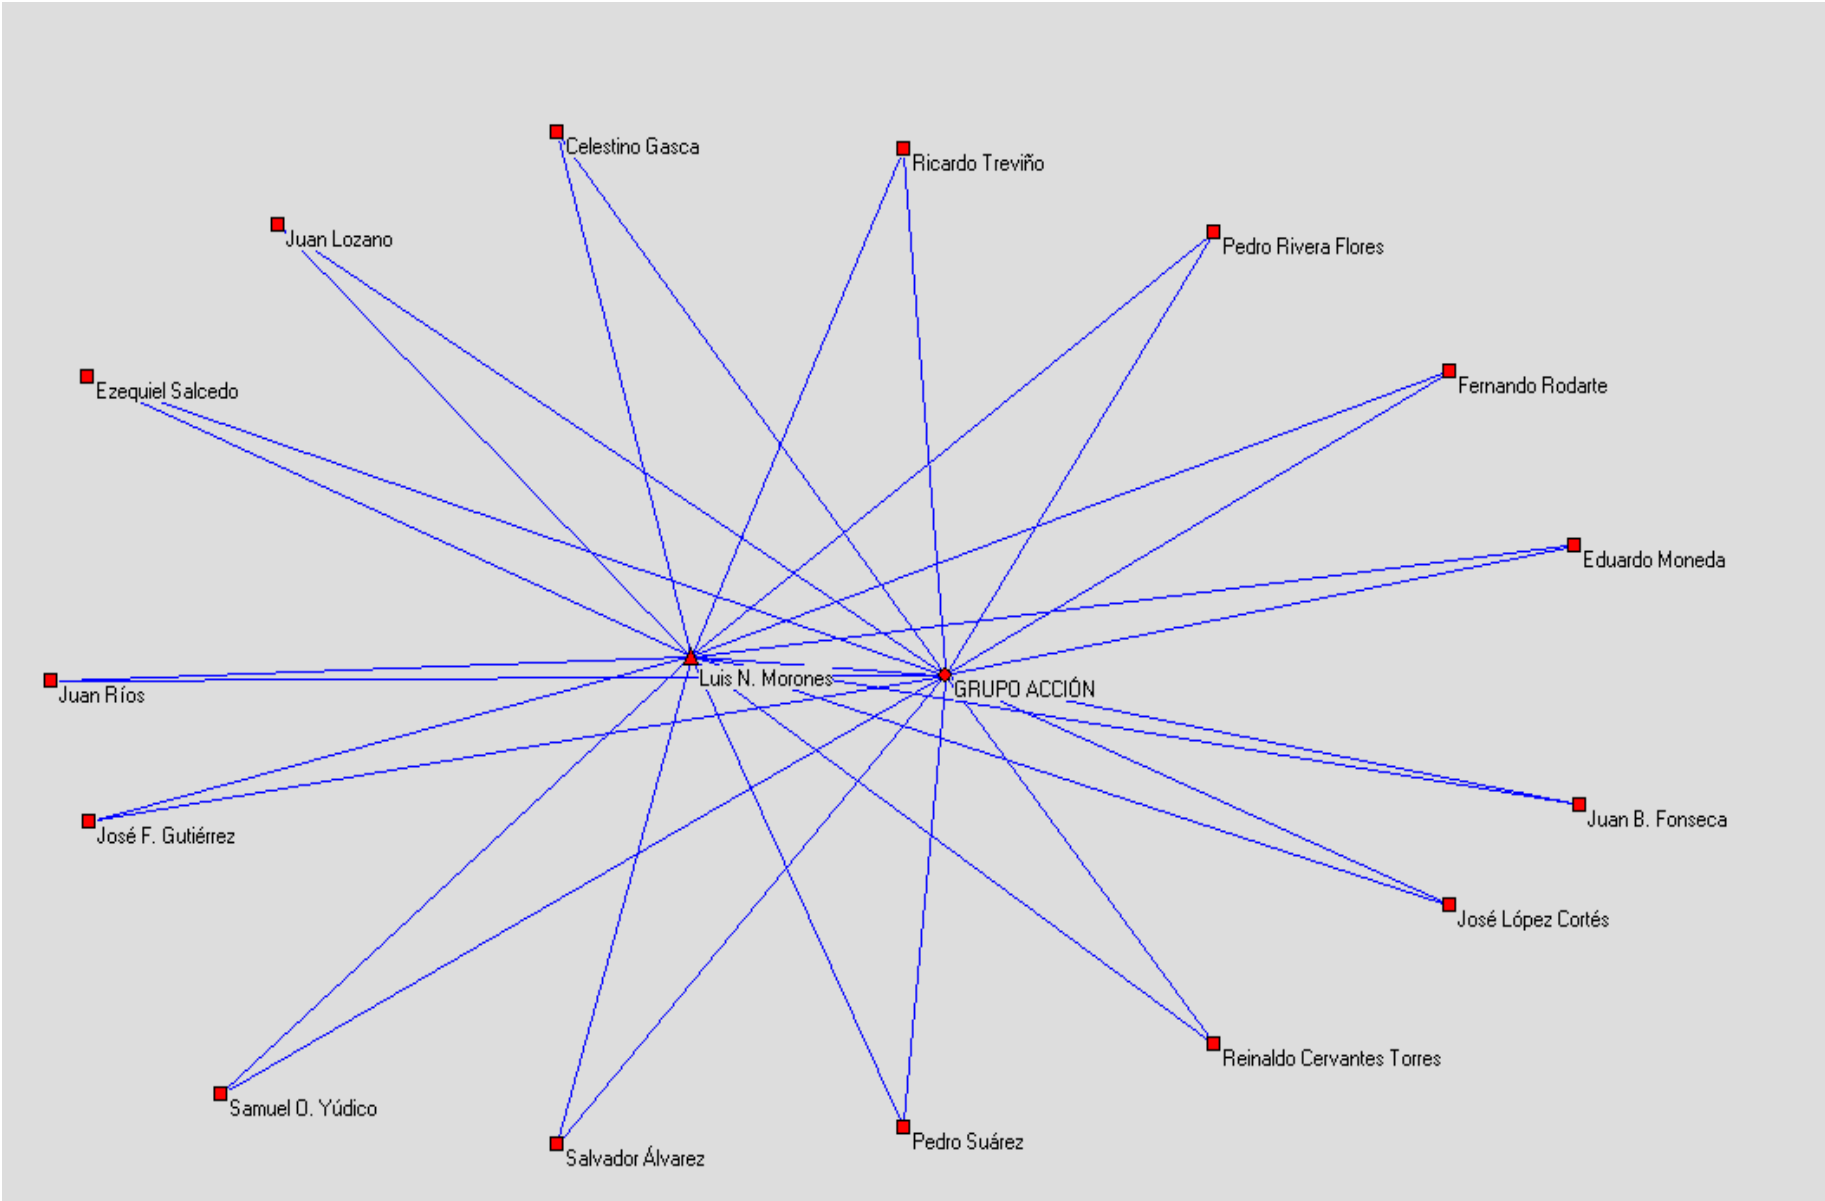 Celestino Gasca
Ricardo Treviño
Juan Lozano
Pedro Rivera Flores
Ezequiel Salcedo
Fernando Rodarte
Eduardo Moneda
Luis N. Morones
GRUPO ACCIÓN
Juan Ríos
José F. Gutiérrez
Juan B. Fonseca
José López Cortés
Reinaldo Cervantes Torres
Samuel O. Yúdico
Pedro Suárez
Salvador Álvarez